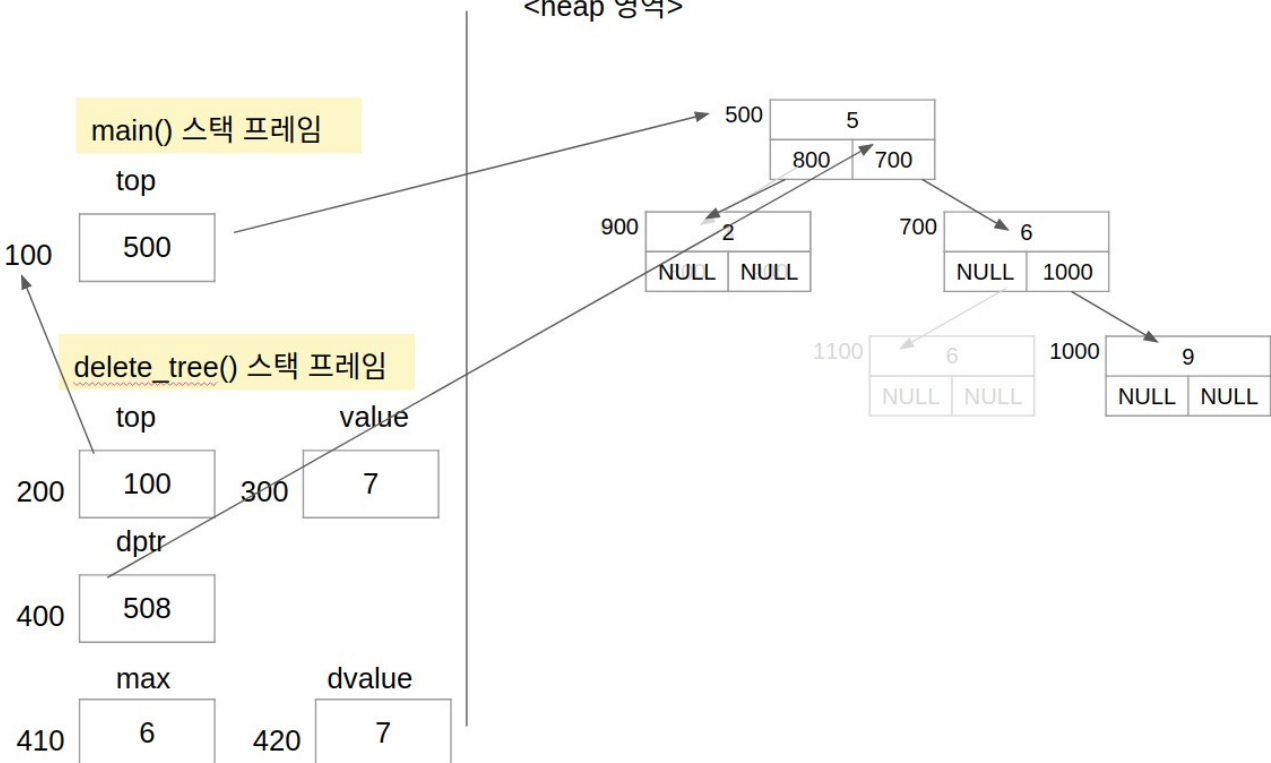 <heap 영역>
main() 스택 프레임
top
100
500
delete_tree() 스택 프레임
top
value
200
100
300
7
dptr
400
508
max
dvalue
410
6
420
7
500
5
800
700
900
2
NULL
NULL
700
6
NULL
1000
1100
6
NULL
NULL
1000
9
NULL
NULL